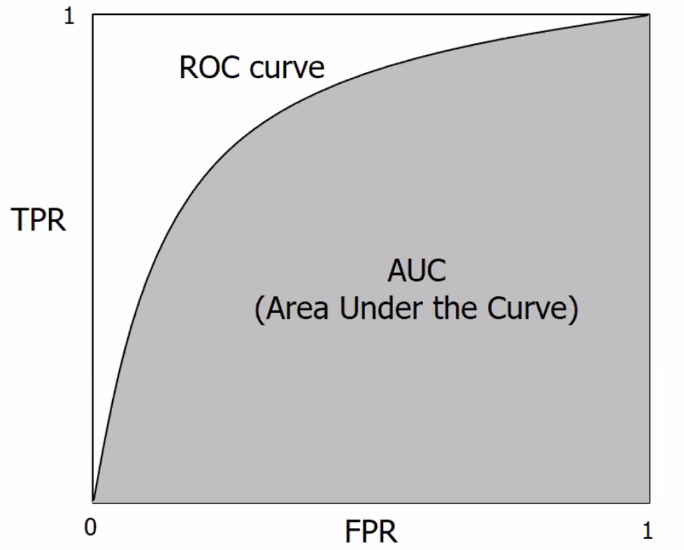 1
ROC curve
TPR
AUC
(Area Under the Curve)
0
FPR
1